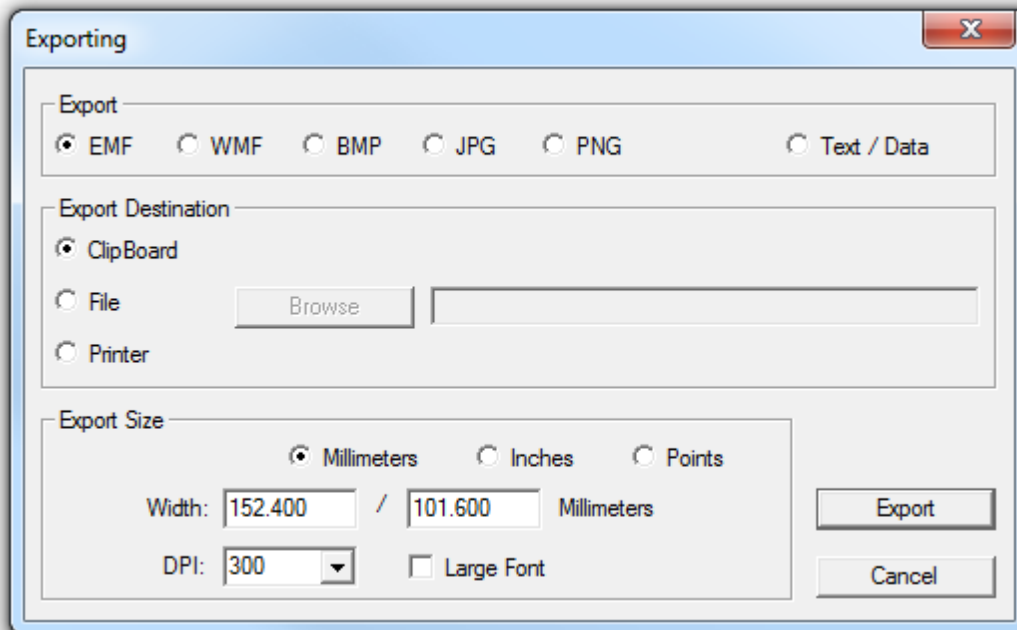 Exporting
Export
EMF WMF BMP JPG PNG Text / Data
Export Destination
ClipBoard
File Browse
Printer
Export Size
Millimeters Inches Points
Width: 152.400 / 101.600 Millimeters
Export
DPI: 300 Large Font
Cancel